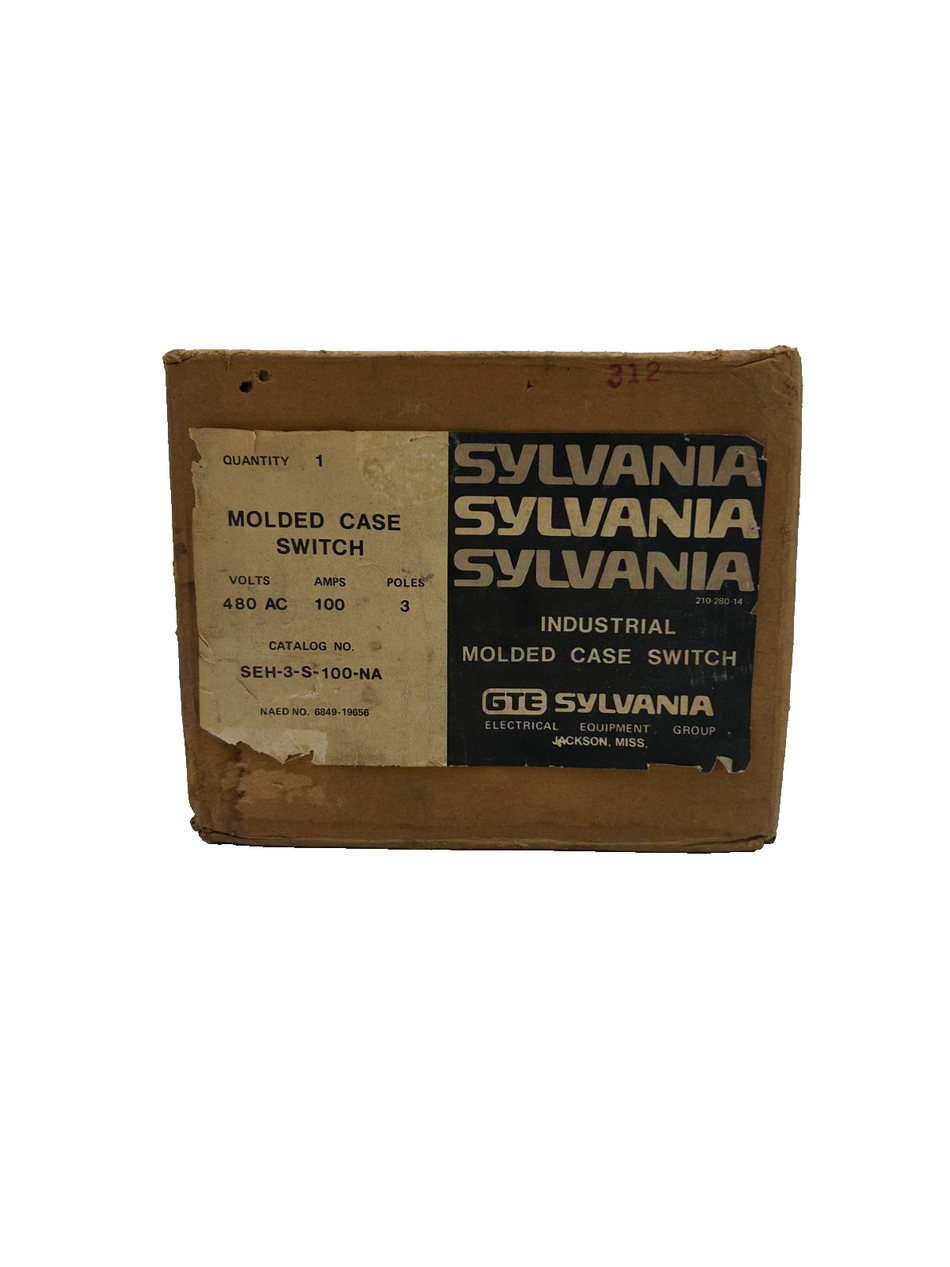 312
QUANTITY 1
MOLDED CASE
SWITCH
VOLTS AMPS POLES
480 AC 100 3
CATALOG NO.
SEH-3-S-100-NA
NAED NO. 6849-19656
SYLVANIA
SYLVANIA
SYLVANIA
210-280-14
INDUSTRIAL
MOLDED CASE SWITCH
GTE SYLVANIA
ELECTRICAL EQUIPMENT GROUP
JACKSON, MISS.